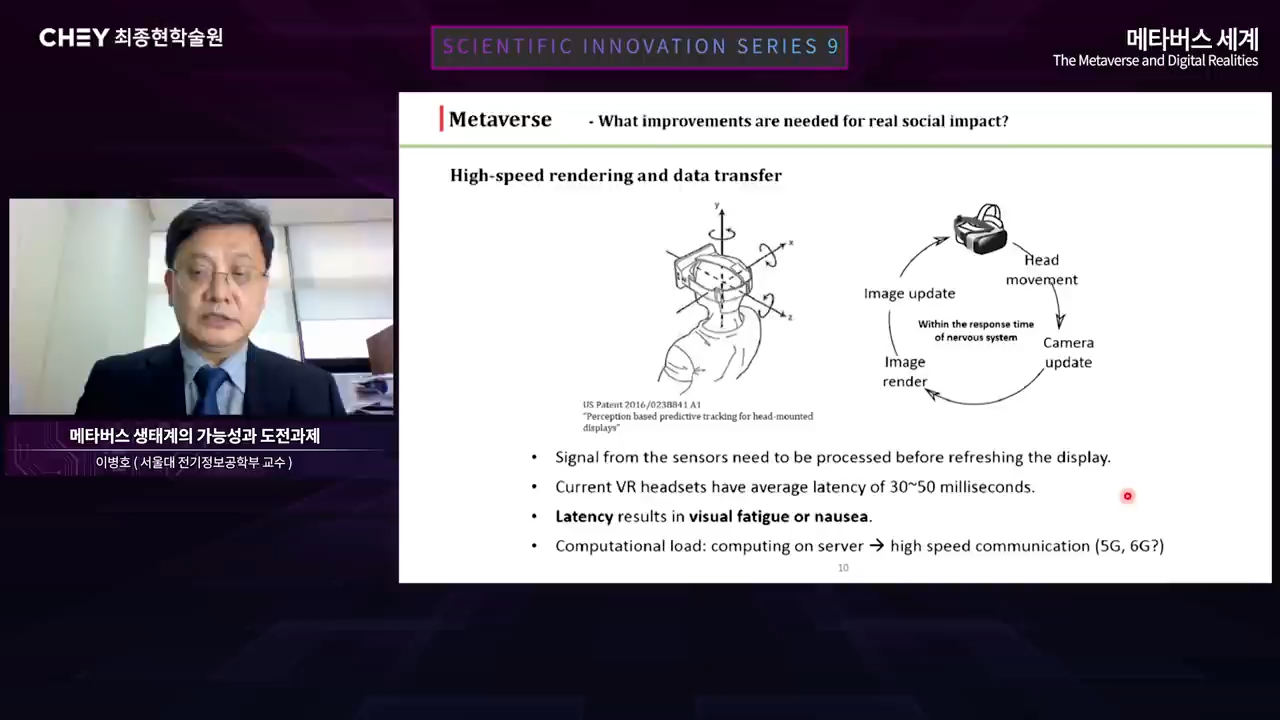 CHEY 최종현학술원
SCIENTIFIC INNOVATION SERIES 9
메타버스 세계
The Metaverse and Digital Realities
Metaverse - What improvements are needed for real social impact?
High-speed rendering and data transfer
y
x
z
US Patent 2016/0238841 A1
"Perception based predictive tracking for head-mounted
displays"
Head
movement
Camera
update
Image
render
Image update
Within the response time
of nervous system
• Signal from the sensors need to be processed before refreshing the display.
• Current VR headsets have average latency of 30~50 milliseconds.
• Latency results in visual fatigue or nausea.
• Computational load: computing on server → high speed communication (5G, 6G?)
10
메타버스 생태계의 가능성과 도전과제
이병호 ( 서울대 전기정보공학부 교수 )